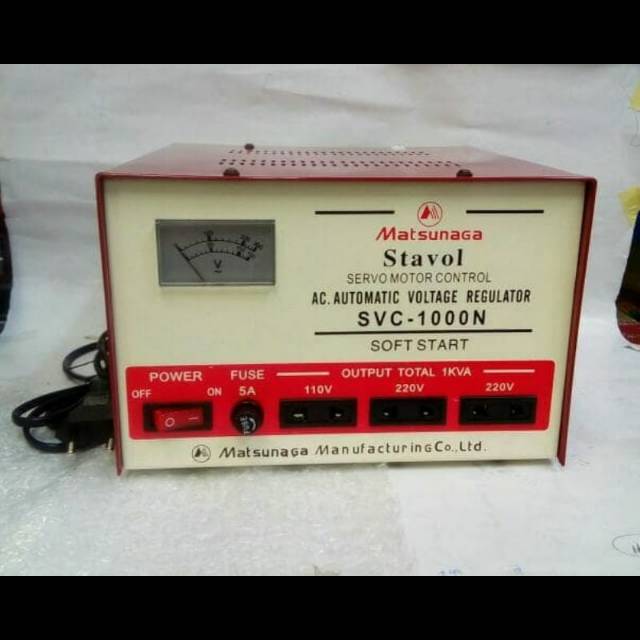 Matsunaga
Stavol
SERVO MOTOR CONTROL
AC. AUTOMATIC VOLTAGE REGULATOR
SVC-1000N
SOFT START
V
POWER FUSE OUTPUT TOTAL 1KVA
OFF ON 5A 110V 220V 220V
Matsunaga Manufacturing Co., Ltd.